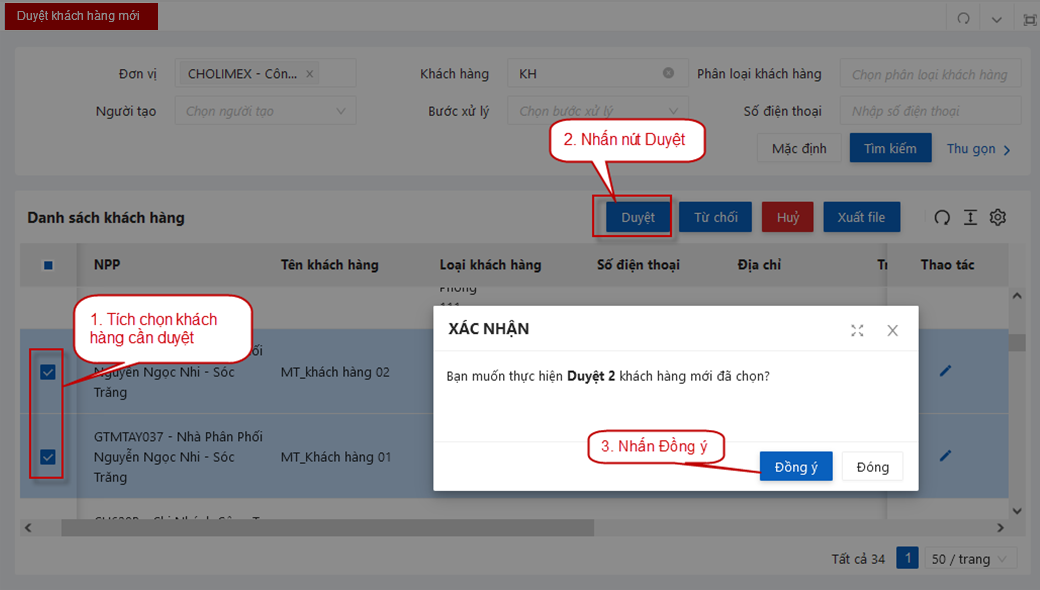 Duyệt khách hàng mới
Đơn vị
CHOLIMEX - Côn... ×
Khách hàng
KH
Phân loại khách hàng
Chọn phân loại khách hàng
Người tạo
Chọn người tạo
Bước xử lý
Chọn bước xử lý
Số điện thoại
Nhập số điện thoại
2. Nhấn nút Duyệt
Mặc định
Tìm kiếm
Thu gọn
Danh sách khách hàng
Duyệt
Từ chối
Huỷ
Xuất file
NPP
Tên khách hàng
Loại khách hàng
Số điện thoại
Địa chỉ
Thao tác
Phòng
1. Tích chọn khách
hàng cần duyệt
XÁC NHẬN
Bạn muốn thực hiện Duyệt 2 khách hàng mới đã chọn?
Nguyễn Ngọc Nhi - Sóc
Trăng
MT_khách hàng 02
GTMTAY037 - Nhà Phân Phối
Nguyễn Ngọc Nhi - Sóc
Trăng
MT_Khách hàng 01
3. Nhấn Đồng ý
Đồng ý
Đóng
Tất cả 34
1
50 / trang